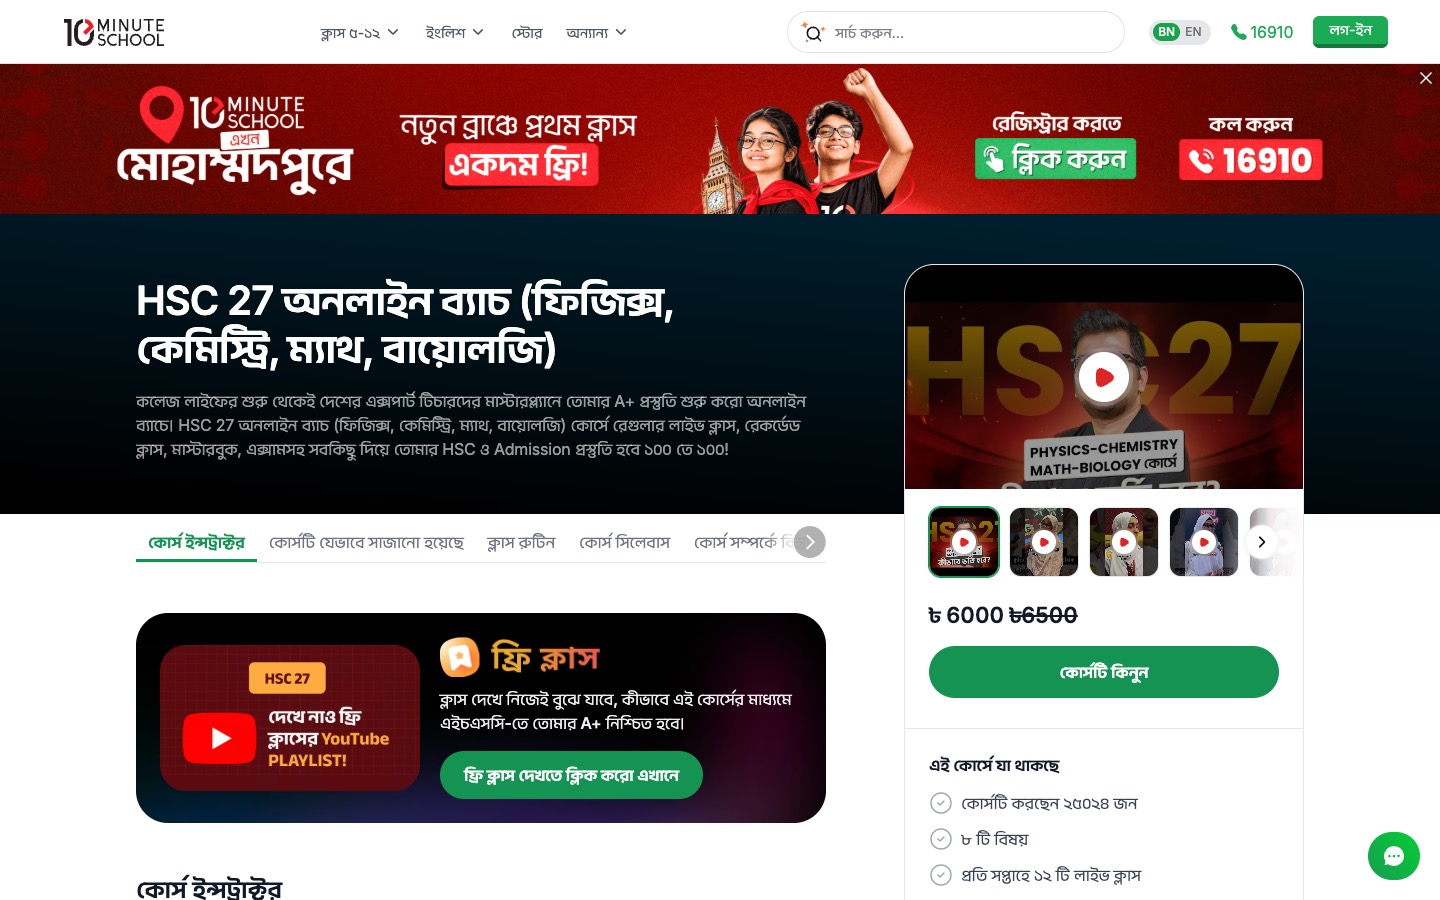 10 MINUTE SCHOOL
ক্লাস ৫-১২
ইংলিশ
স্টোর
অন্যান্য
সার্চ করুন...
BN EN
16910
লগ-ইন
10 MINUTE SCHOOL
এখন
মোহাম্মদপুরে
নতুন ব্রাঞ্চে প্রথম ক্লাস
একদম ফ্রি!
রেজিস্ট্রার করতে
ক্লিক করুন
কল করুন
16910
HSC 27 অনলাইন ব্যাচ (ফিজিক্স,
কেমিস্ট্রি, ম্যাথ, বায়োলজি)
কলেজ লাইফের শুরু থেকেই দেশের এক্সপার্ট টিচারদের মাস্টারপ্ল্যানে তোমার A+ প্রস্তুতি শুরু করো অনলাইন
ব্যাচে। HSC 27 অনলাইন ব্যাচ (ফিজিক্স, কেমিস্ট্রি, ম্যাথ, বায়োলজি) কোর্সে রেগুলার লাইভ ক্লাস, রেকর্ডেড
ক্লাস, মাস্টারবুক, এক্সামসহ সবকিছু দিয়ে তোমার HSC ও Admission প্রস্তুতি হবে ১০০ তে ১০০!
HSC27
PHYSICS-CHEMISTRY
MATH-BIOLOGY কোর্সে
কোর্স ইন্সট্রাক্টর
কোর্সটি যেভাবে সাজানো হয়েছে
ক্লাস রুটিন
কোর্স সিলেবাস
কোর্স সম্পর্কে
৳ 6000 ৳6500
কোর্সটি কিনুন
HSC 27
দেখে নাও ফ্রি
ক্লাসের YouTube
PLAYLIST!
ফ্রি ক্লাস
ক্লাস দেখে নিজেই বুঝে যাবে, কীভাবে এই কোর্সের মাধ্যমে
এইচএসসি-তে তোমার A+ নিশ্চিত হবে।
ফ্রি ক্লাস দেখতে ক্লিক করো এখানে
এই কোর্সে যা থাকছে
কোর্সটি করছেন ২৫০২৪ জন
৮ টি বিষয়
প্রতি সপ্তাহে ১২ টি লাইভ ক্লাস
কোর্স ইন্সট্রাক্টর